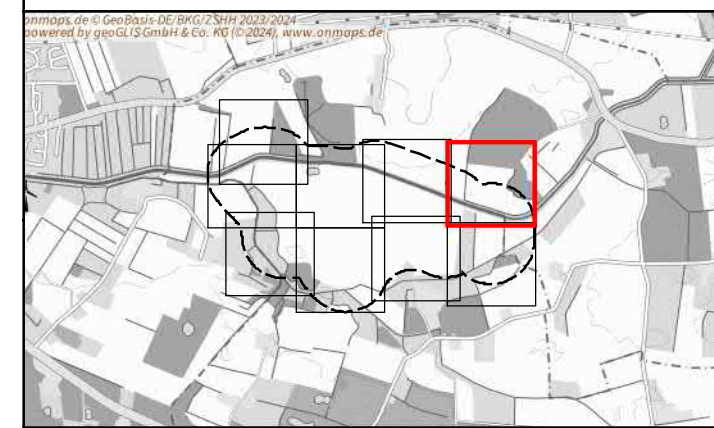 onmaps.de © GeoBasis-DE/BKG/ZSHH 2023/2024
powered by geoGLIS GmbH & Co. KG (©2024), www.onmaps.de